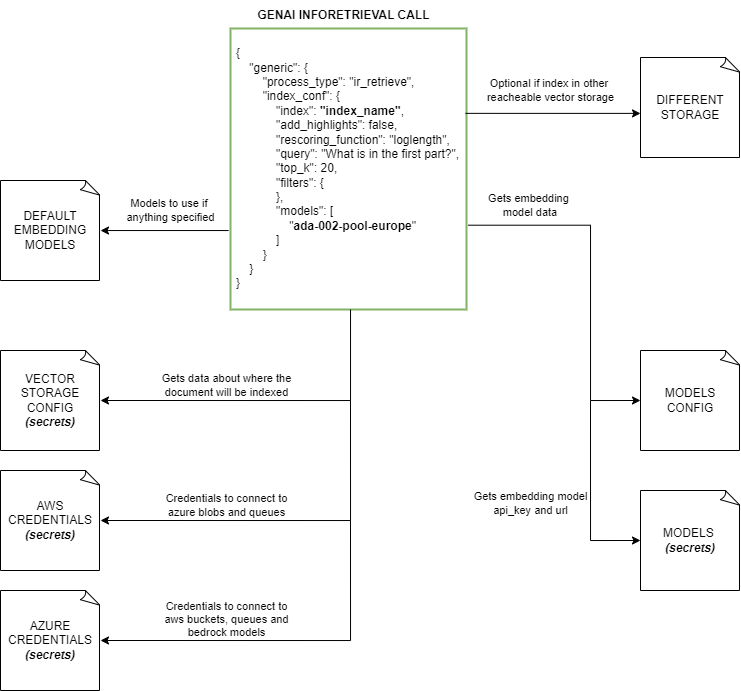 GENAI INFORETRIEVAL CALL
{
"generic": {
"process_type": "ir_retrieve",
"index_conf": {
"index": "index_name",
"add_highlights": false,
"rescoring_function": "loglength",
"query": "What is in the first part?",
"top_k": 20,
"filters": {
},
"models": [
"ada-002-pool-europe"
]
}
}
}
Optional if index in other
reacheable vector storage
DIFFERENT
STORAGE
Models to use if
anything specified
DEFAULT
EMBEDDING
MODELS
Gets embedding
model data
VECTOR
STORAGE
CONFIG
(secrets)
Gets data about where the
document will be indexed
MODELS
CONFIG
AWS
CREDENTIALS
(secrets)
Credentials to connect to
azure blobs and queues
Gets embedding model
api_key and url
MODELS
(secrets)
AZURE
CREDENTIALS
(secrets)
Credentials to connect to
aws buckets, queues and
bedrock models